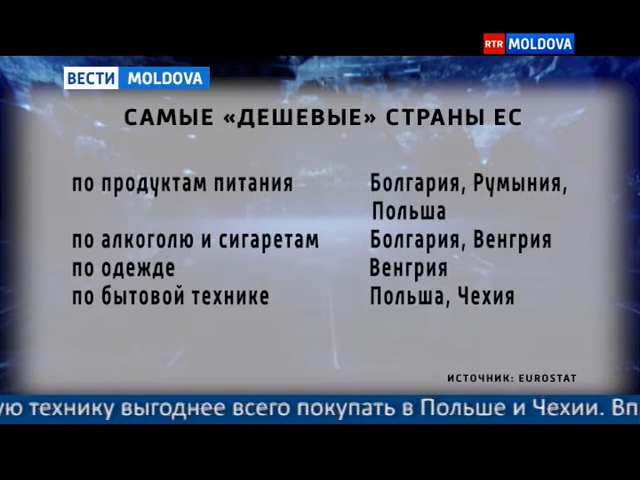 RTR MOLDOVA
ВЕСТИ MOLDOVA
САМЫЕ «ДЕШЕВЫЕ» СТРАНЫ ЕС
по продуктам питания Болгария, Румыния,
Польша
по алкоголю и сигаретам Болгария, Венгрия
по одежде Венгрия
по бытовой технике Польша, Чехия
ИСТОЧНИК: EUROSTAT
ую технику выгоднее всего покупать в Польше и Чехии. Вп